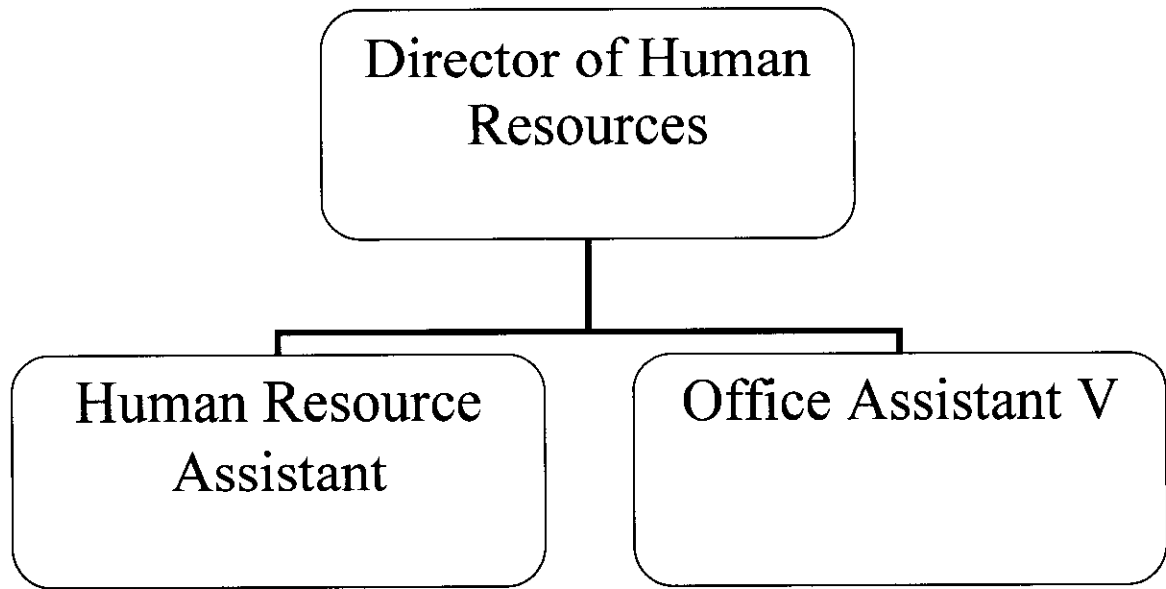 Director of Human
Resources
Human Resource
Assistant
Office Assistant V